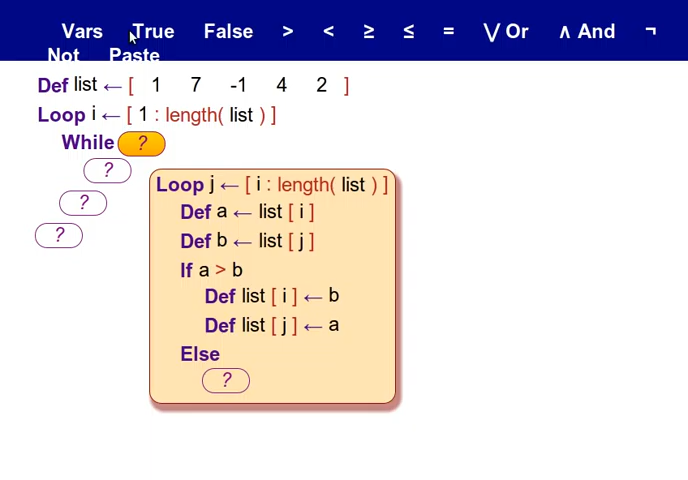 Vars True False > < ≥ ≤ = ⋁ Or ∧ And ¬
Not Paste
Def list ← [ 1 7 -1 4 2 ]
Loop i ← [ 1 : length( list ) ]
While ?
?
?
?
Loop j ← [ i : length( list ) ]
Def a ← list [ i ]
Def b ← list [ j ]
If a > b
Def list [ i ] ← b
Def list [ j ] ← a
Else
?